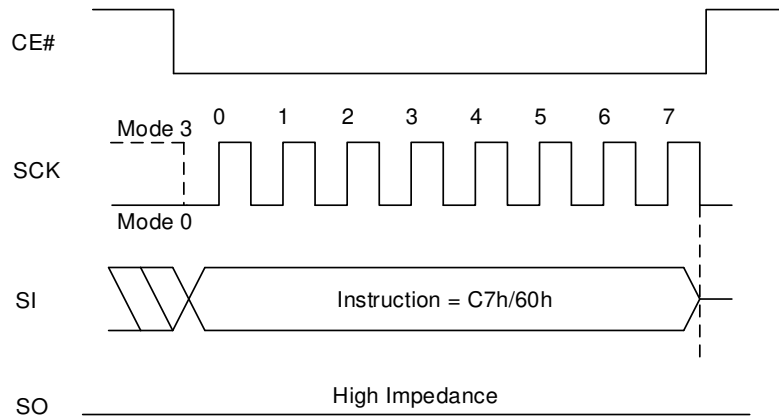 CE#
0 1 2 3 4 5 6 7
Mode 3
SCK
Mode 0
SI
Instruction = C7h/60h
High Impedance
SO